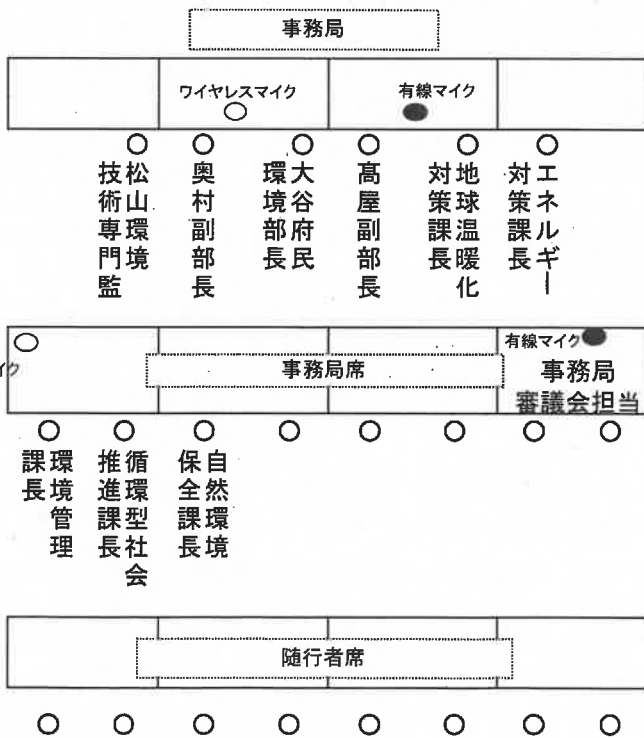 事務局
ワイヤレスマイク
有線マイク
松山環境
技術専門監
奥村副部長
大谷府民
環境部長
髙屋副部長
地球温暖化
対策課長
エネルギー
対策課長
イク
事務局席
有線マイク
事務局
審議会担当
環境管理
課長
循環型社会
推進課長
自然環境
保全課長
随行者席